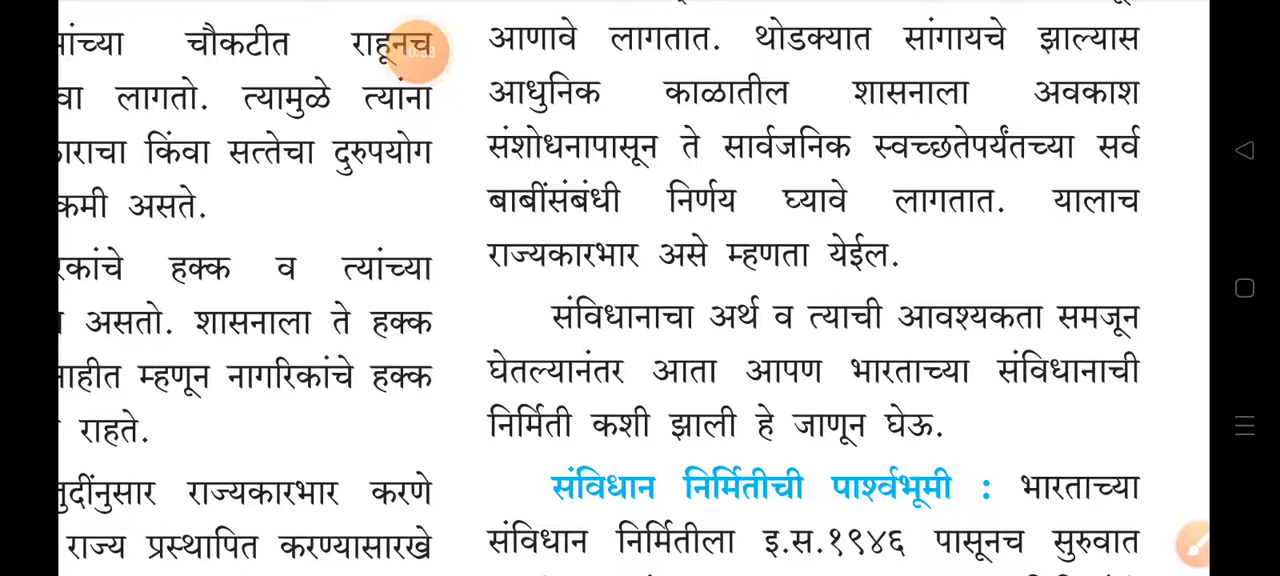 चौकटीत राहूनच
लागतो. त्यामुळे त्यांना
किंवा सत्तेचा दुरुपयोग
कमी असते.
हक्क व त्यांच्या
असतो. शासनाला ते हक्क
म्हणून नागरिकांचे हक्क
राहते.
राज्यकारभार करणे
राज्य प्रस्थापित करण्यासारखे
आणावे लागतात. थोडक्यात सांगायचे झाल्यास
आधुनिक काळातील शासनाला अवकाश
संशोधनापासून ते सार्वजनिक स्वच्छतेपर्यंतच्या सर्व
बाबींसंबंधी निर्णय घ्यावे लागतात. यालाच
राज्यकारभार असे म्हणता येईल.
संविधानाचा अर्थ व त्याची आवश्यकता समजून
घेतल्यानंतर आता आपण भारताच्या संविधानाची
निर्मिती कशी झाली हे जाणून घेऊ.
संविधान निर्मितीची पार्श्वभूमी : भारताच्या
संविधान निर्मितीला इ.स.१९४६ पासूनच सुरुवात